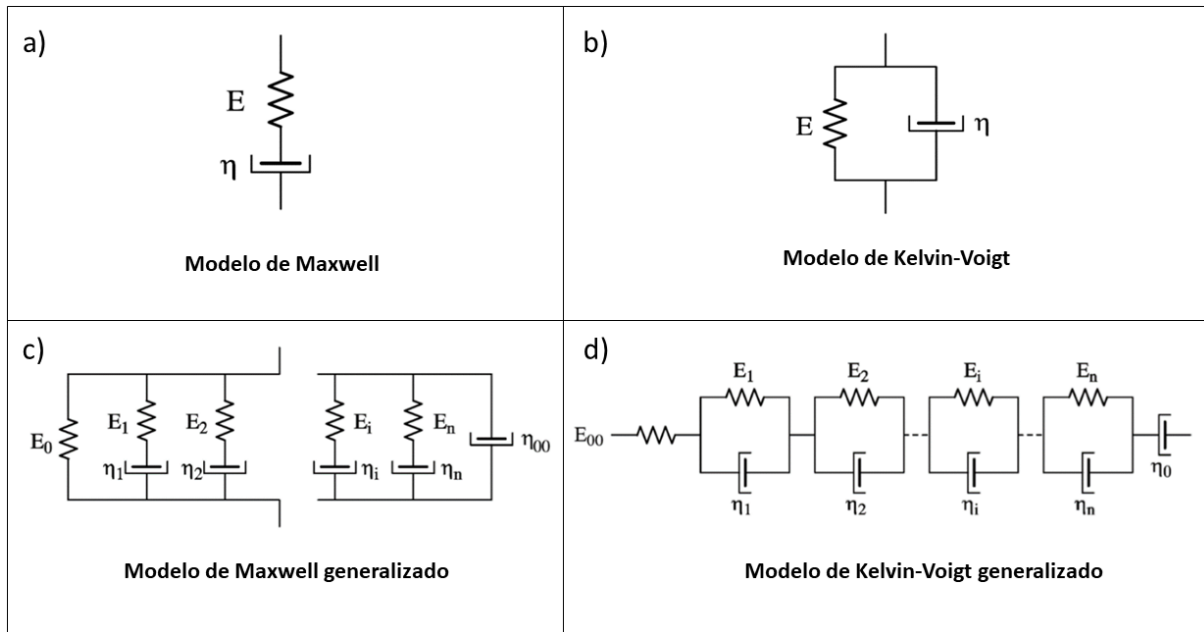 a)
E
η
Modelo de Maxwell
b)
E
η
Modelo de Kelvin-Voigt
c)
E₀
E₁
E₂
Eᵢ
Eₙ
η₁
η₂
ηᵢ
ηₙ
η₀₀
Modelo de Maxwell generalizado
d)
E₁
E₂
Eᵢ
Eₙ
E₀₀
η₁
η₂
ηᵢ
ηₙ
η₀
Modelo de Kelvin-Voigt generalizado